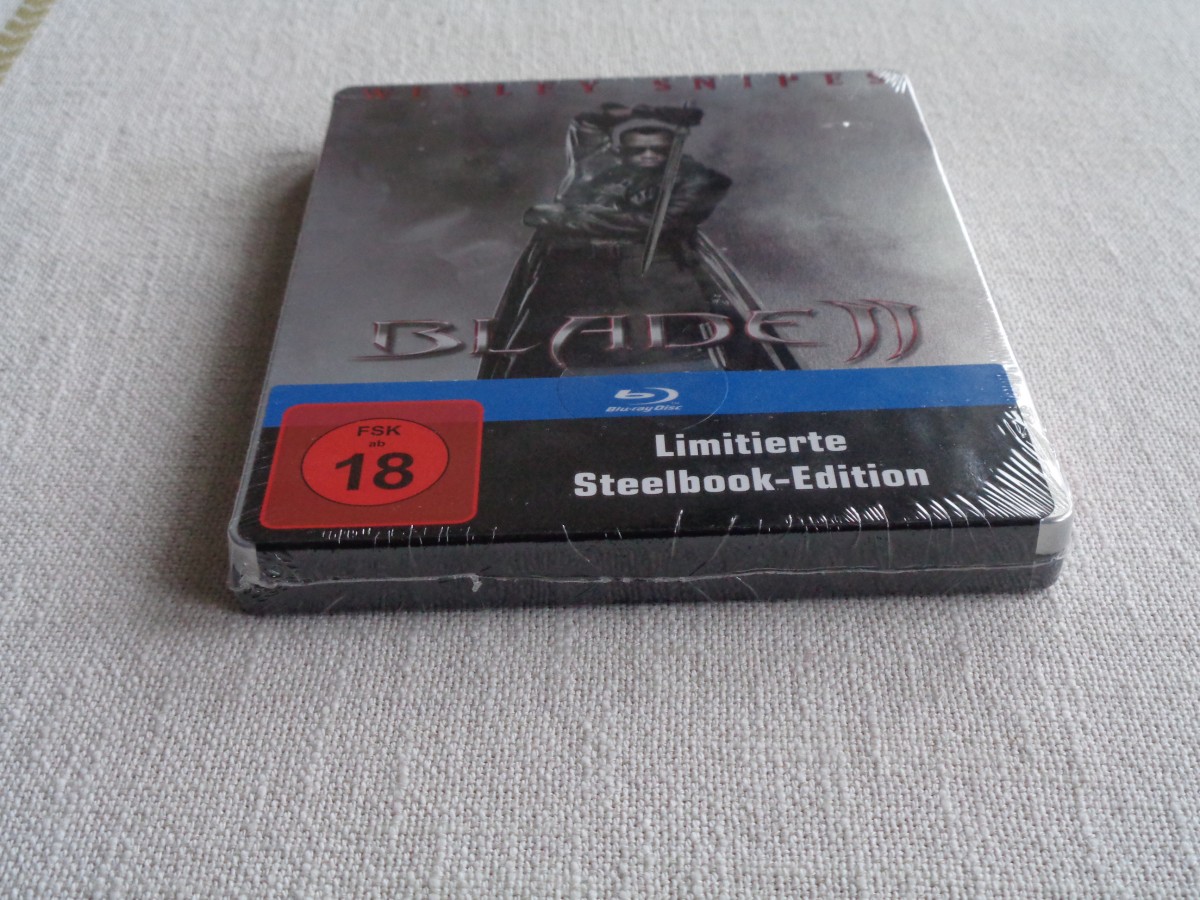 WESLEY SNIPES
BLADE II
Blu-ray Disc
FSK
ab
18
Limitierte
Steelbook-Edition